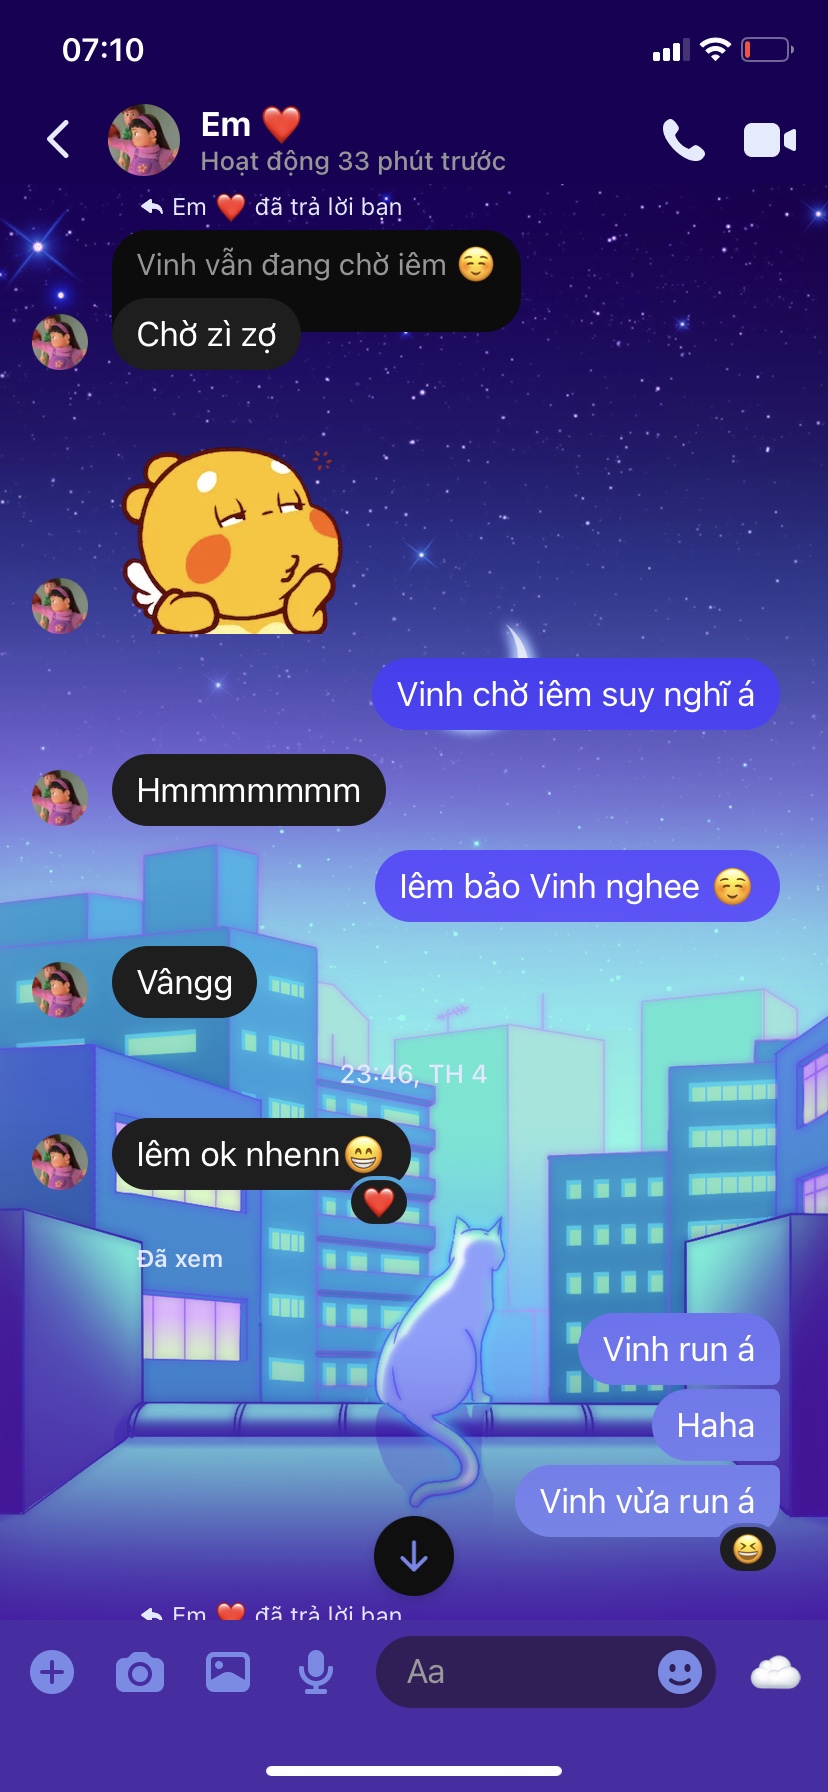 07:10
Em ❤️
Hoạt động 33 phút trước
Em ❤️ đã trả lời bạn
Vinh vẫn đang chờ iêm ☺️
Chờ zì zợ
Vinh chờ iêm suy nghĩ á
Hmmmmmmm
Iêm bảo Vinh nghee ☺️
Vângg
23:46, TH 4
Iêm ok nhenn😁
❤️
Đã xem
Vinh run á
Haha
Vinh vừa run á
😆
Em ❤️ đã trả lời bạn
Aa